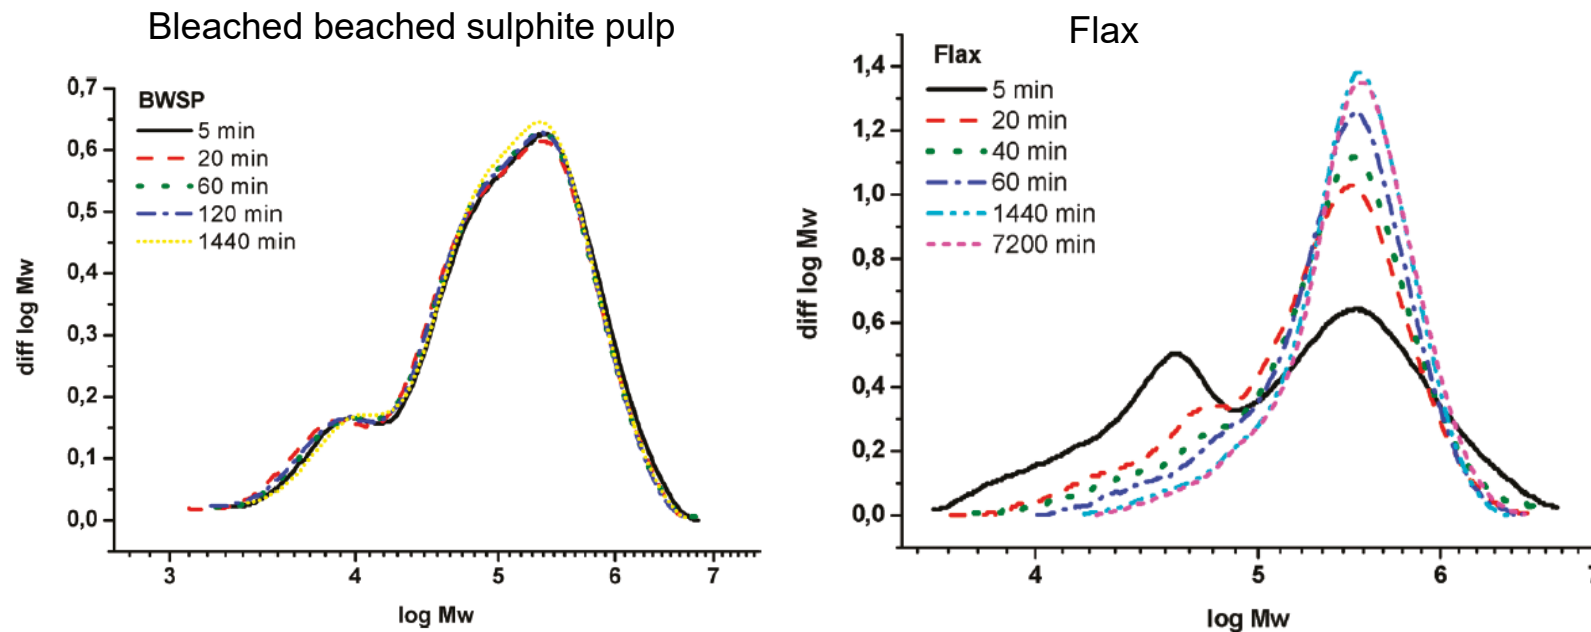 Bleached beached sulphite pulp
BWSP
5 min
20 min
60 min
120 min
1440 min
0,7
0,6
0,5
0,4
0,3
0,2
0,1
0,0
diff log Mw
3 4 5 6 7
log Mw
Flax
Flax
5 min
20 min
40 min
60 min
1440 min
7200 min
1,4
1,2
1,0
0,8
0,6
0,4
0,2
0,0
diff log Mw
4 5 6 7
log Mw